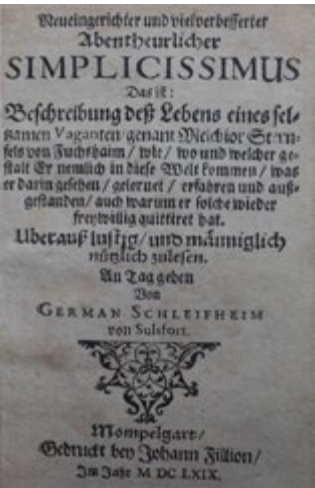 Neueingerichter und vielverbesserter
Abentheurlicher
SIMPLICISSIMUS
Das ist:
Beschreibung deß Lebens eines sel-
tzamen Vaganten/ genant Melchior Stern-
fels von Fuchshaim/ wie/ wo und welcher ge-
stalt Er nemlich in diese Welt kommen/ was
er darin gesehen/ gelernet/ erfahren und auß-
gestanden/ auch warum er solche wieder
freywillig quittiret hat.
Uberauß lustig/ und männiglich
nützlich zulesen.
An Tag geben
Von
GERMAN SCHLEIFHEIM
von Sulsfort.
Mompelgart/
Gedruckt bey Johann Fillion/
Im Jahr M DC LXIX.